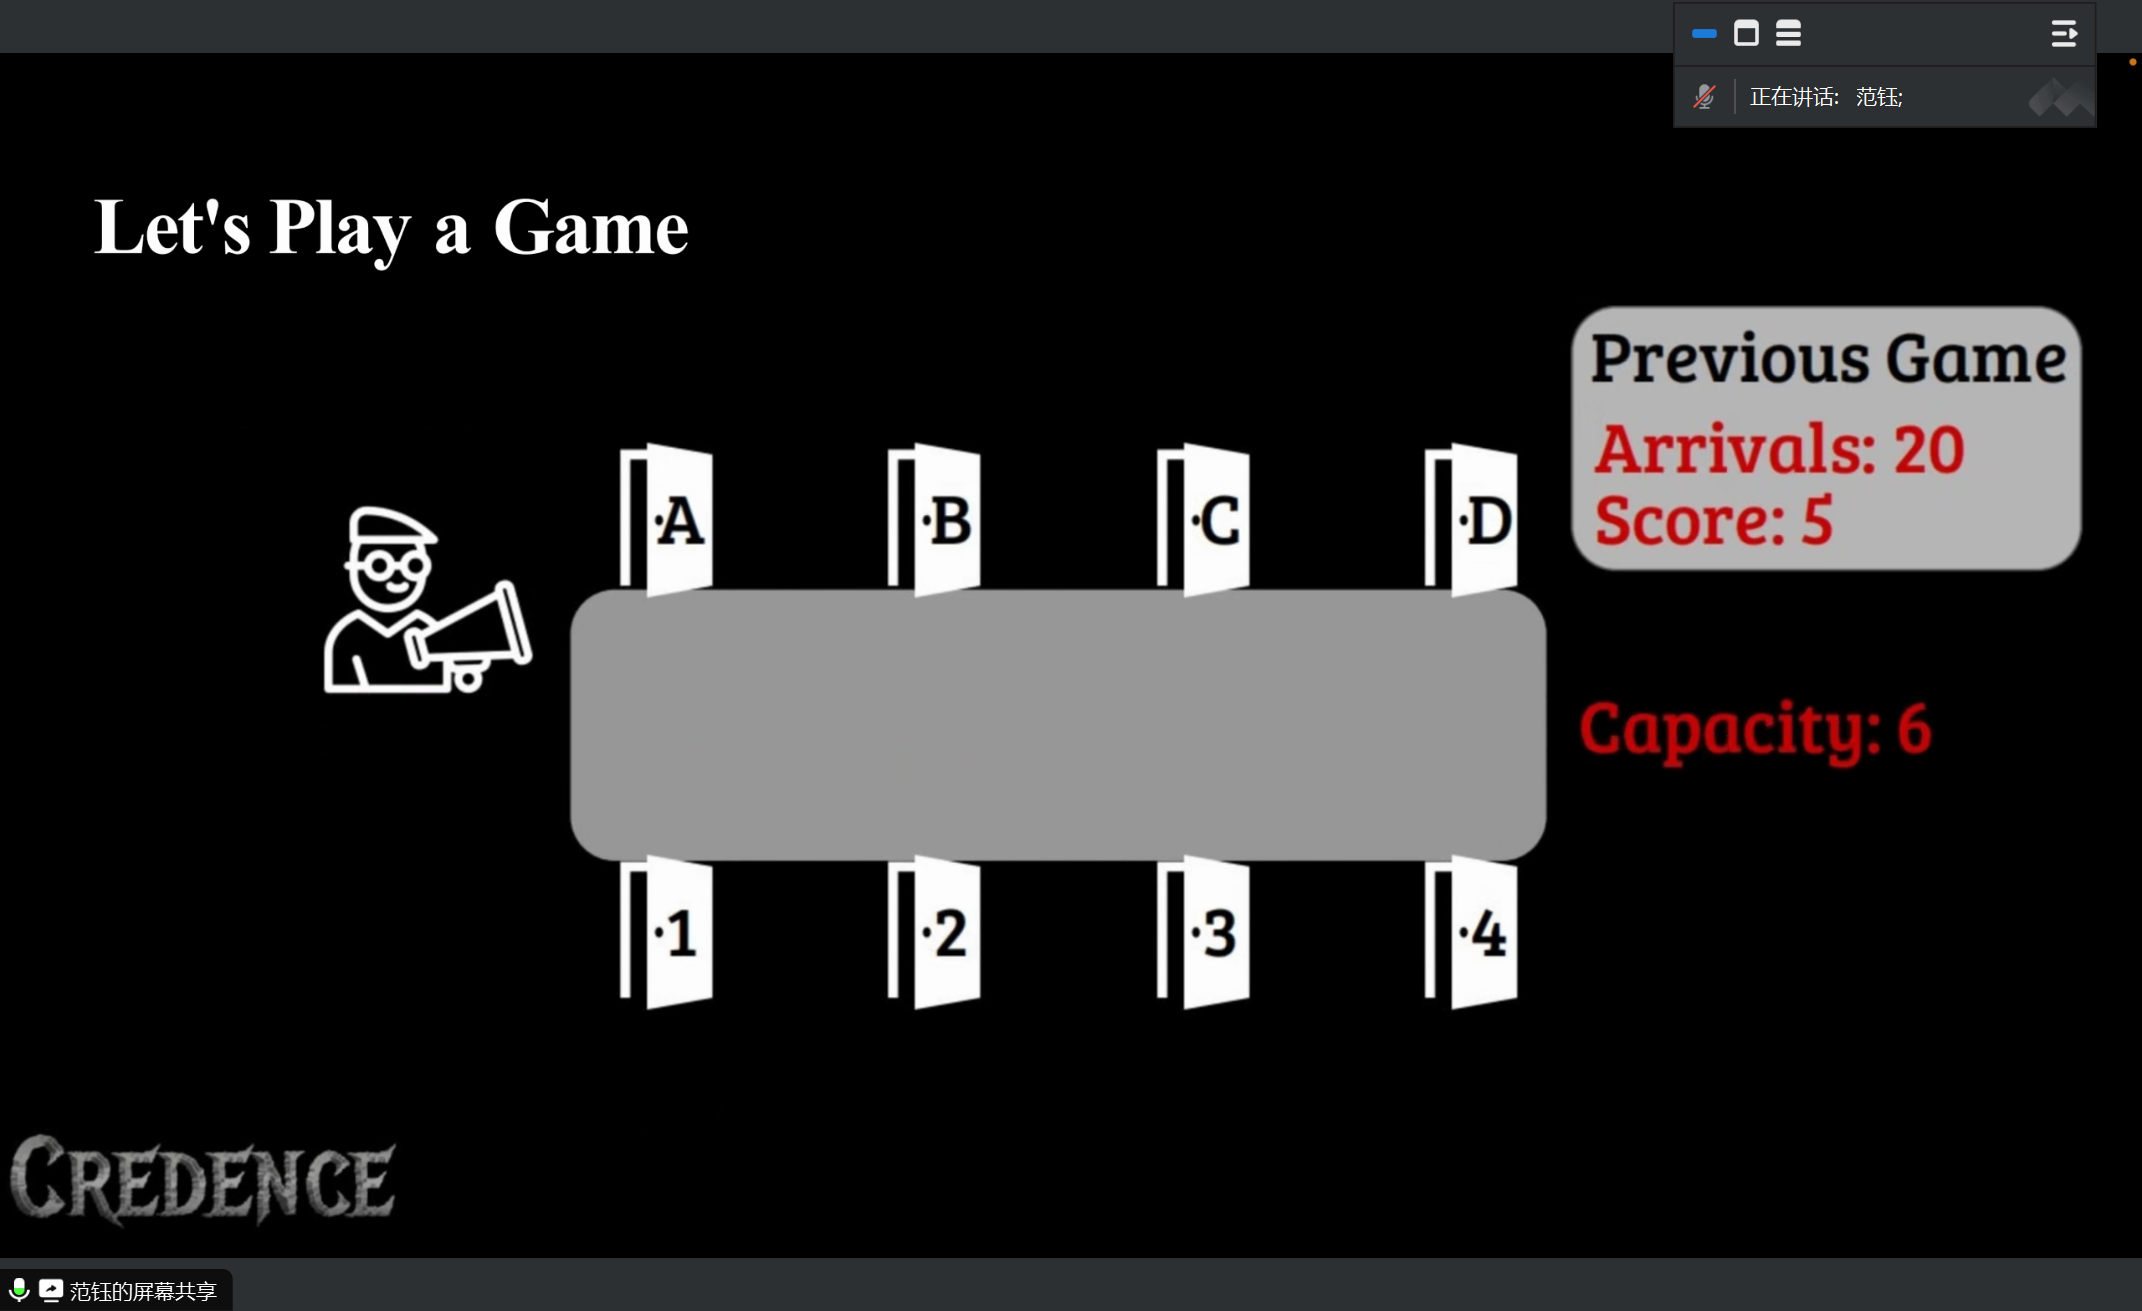 正在讲话: 范钰;
Let's Play a Game
Previous Game
Arrivals: 20
Score: 5
·A ·B ·C ·D
Capacity: 6
·1 ·2 ·3 ·4
CREDENCE
范钰的屏幕共享